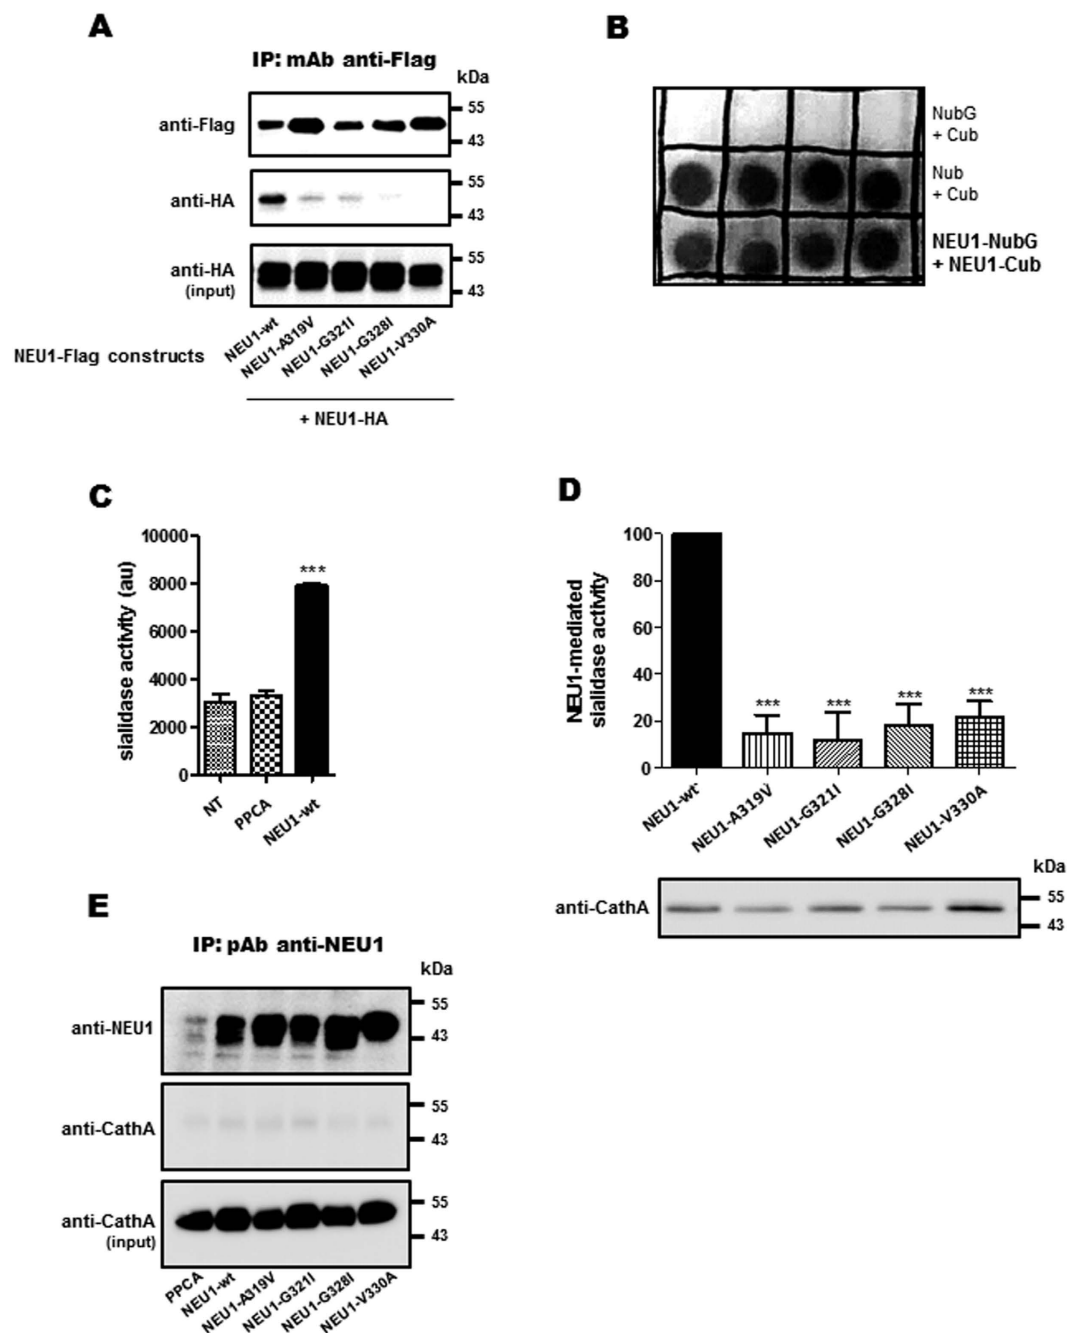 A
IP: mAb anti-Flag
kDa
anti-Flag
55
43
anti-HA
55
43
anti-HA
(input)
55
43
NEU1-Flag constructs
NEU1-wt
NEU1-A319V
NEU1-G321I
NEU1-G328I
NEU1-V330A
+ NEU1-HA
B
NubG
+ Cub
Nub
+ Cub
NEU1-NubG
+ NEU1-Cub
C
sialidase activity (au)
10000
8000
6000
4000
2000
0
***
NT
PPCA
NEU1-wt
D
NEU1-mediated
sialidase activity
100
80
60
40
20
0
***
***
***
***
NEU1-wt
NEU1-A319V
NEU1-G321I
NEU1-G328I
NEU1-V330A
kDa
anti-CathA
55
43
E
IP: pAb anti-NEU1
kDa
anti-NEU1
55
43
anti-CathA
55
43
anti-CathA
(input)
55
43
PPCA
NEU1-wt
NEU1-A319V
NEU1-G321I
NEU1-G328I
NEU1-V330A